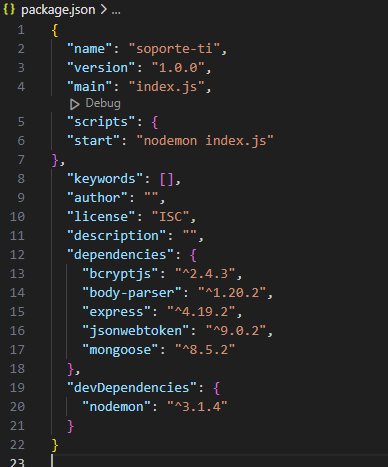 {} package.json > ...
1 {
2   "name": "soporte-ti",
3   "version": "1.0.0",
4   "main": "index.js",
▷ Debug
5   "scripts": {
6   "start": "nodemon index.js"
7 },
8   "keywords": [],
9   "author": "",
10   "license": "ISC",
11   "description": "",
12   "dependencies": {
13     "bcryptjs": "^2.4.3",
14     "body-parser": "^1.20.2",
15     "express": "^4.19.2",
16     "jsonwebtoken": "^9.0.2",
17     "mongoose": "^8.5.2"
18   },
19   "devDependencies": {
20     "nodemon": "^3.1.4"
21   }
22 }
23